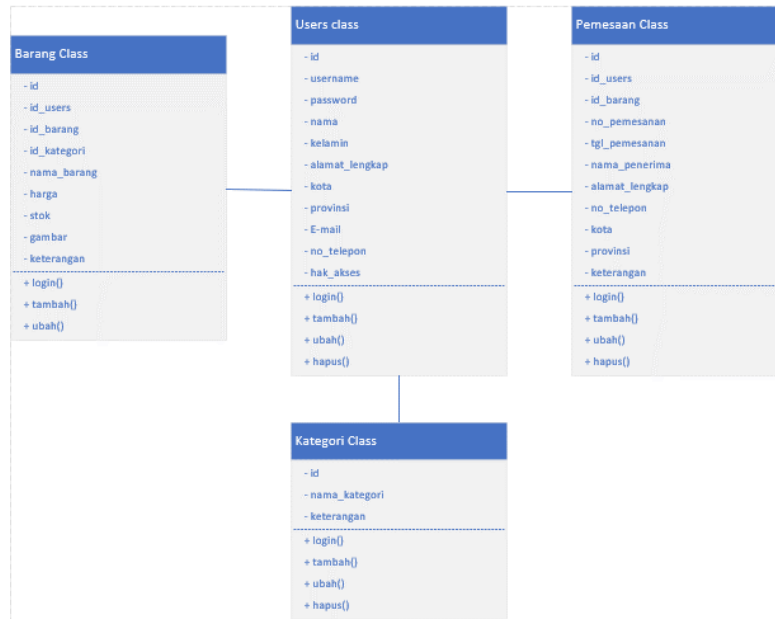 Barang Class
- id
- id_users
- id_barang
- id_kategori
- nama_barang
- harga
- stok
- gambar
- keterangan
+ login()
+ tambah()
+ ubah()
Users class
- id
- username
- password
- nama
- kelamin
- alamat_lengkap
- kota
- provinsi
- E-mail
- no_telepon
- hak_akses
+ login()
+ tambah()
+ ubah()
+ hapus()
Pemesaan Class
- id
- id_users
- id_barang
- no_pemesanan
- tgl_pemesanan
- nama_penerima
- alamat_lengkap
- no_telepon
- kota
- provinsi
- keterangan
+ login()
+ tambah()
+ ubah()
+ hapus()
Kategori Class
- id
- nama_kategori
- keterangan
+ login()
+ tambah()
+ ubah()
+ hapus()